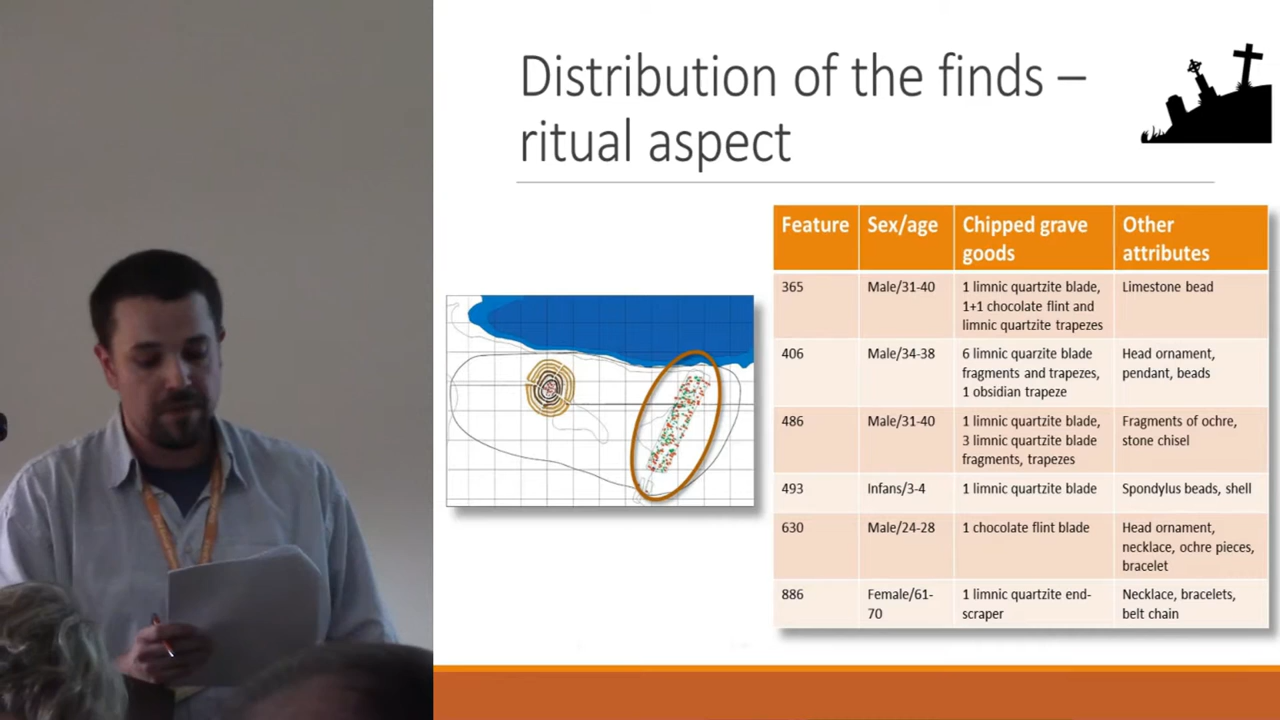 Distribution of the finds –
ritual aspect
Feature Sex/age Chipped grave goods Other attributes
365 Male/31-40 1 limnic quartzite blade, 1+1 chocolate flint and limnic quartzite trapezes Limestone bead
406 Male/34-38 6 limnic quarzite blade fragments and trapezes, 1 obsidian trapeze Head ornament, pendant, beads
486 Male/31-40 1 limnic quartzite blade, 3 limnic quartzite blade fragments, trapezes Fragments of ochre, stone chisel
493 Infans/3-4 1 limnic quartzite blade Spondylus beads, shell
630 Male/24-28 1 chocolate flint blade Head ornament, necklace, ochre pieces, bracelet
886 Female/61-70 1 limnic quartzite end-scraper Necklace, bracelets, belt chain